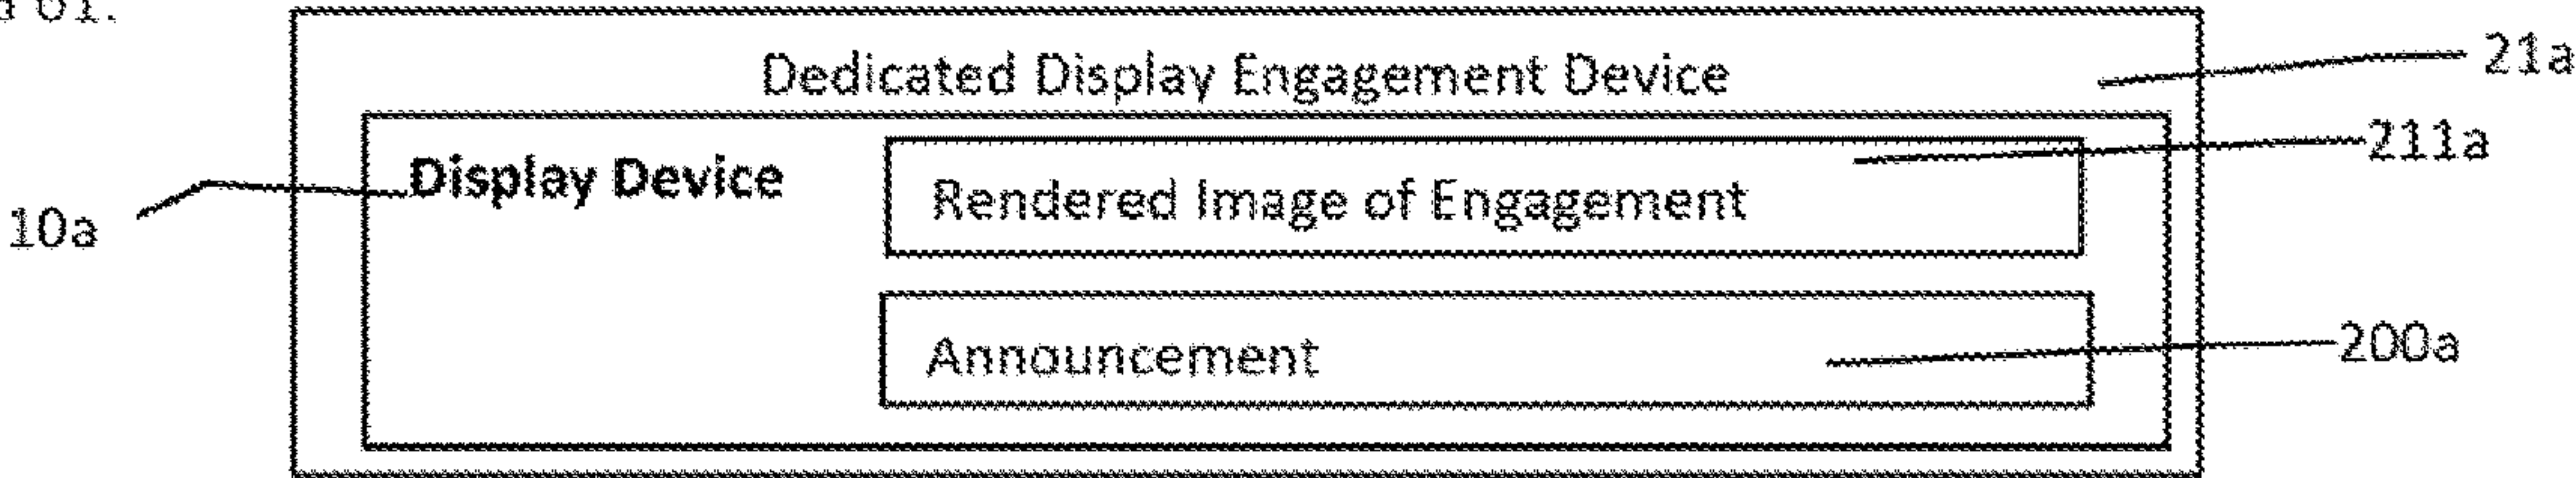 Dedicated Display Engagement Device
21a
211a
Display Device
Rendered Image of Engagement
10a
Announcement
200a